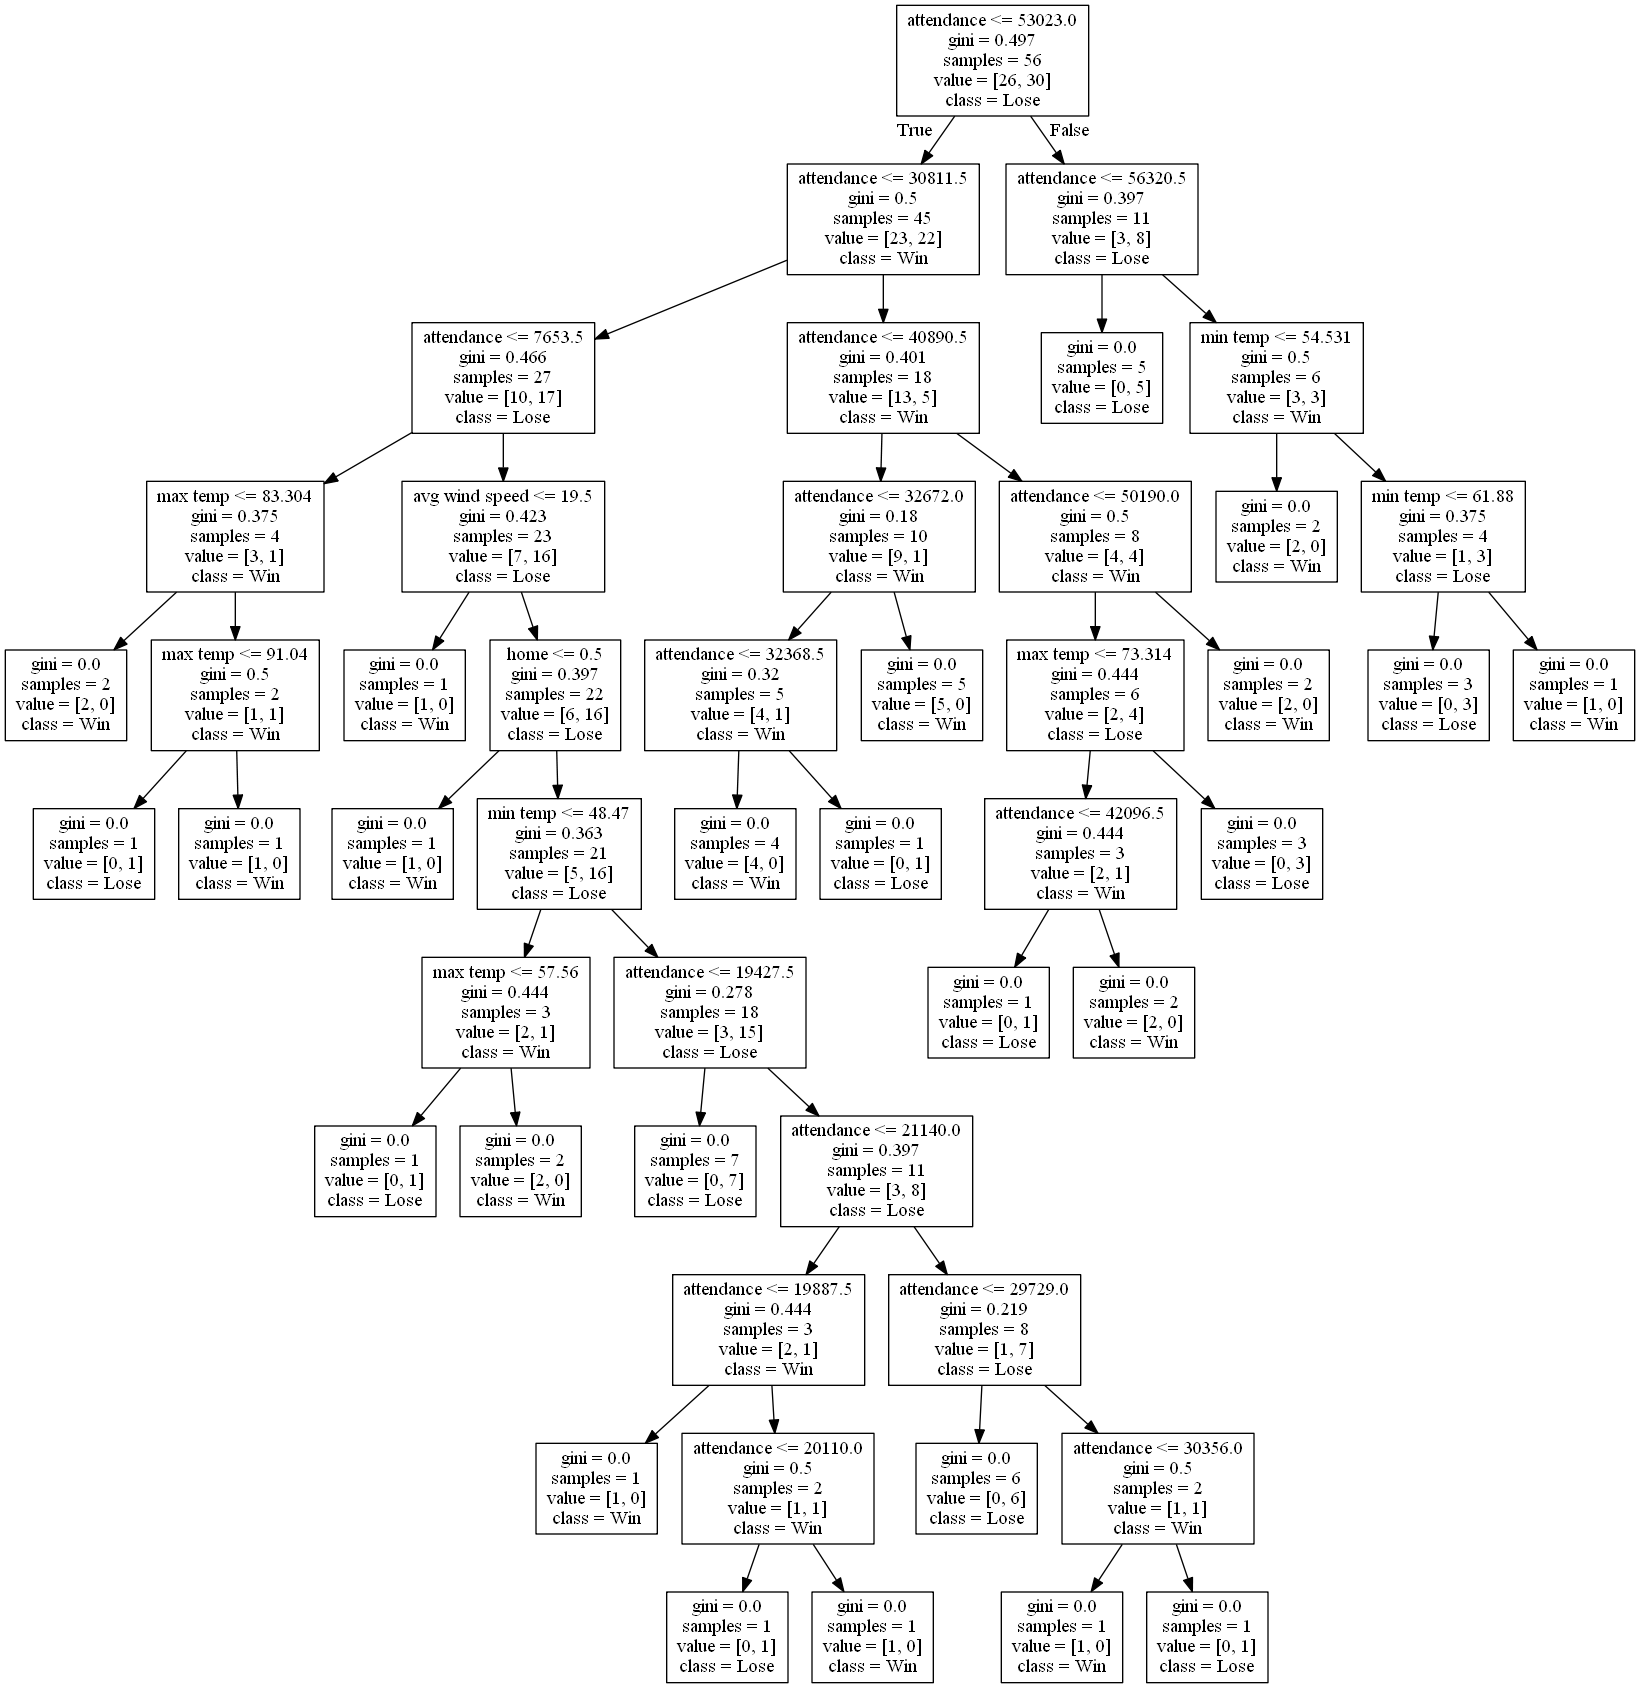 attendance <= 53023.0
gini = 0.497
samples = 56
value = [26, 30]
class = Lose
True
False
attendance <= 30811.5
gini = 0.5
samples = 45
value = [23, 22]
class = Win
attendance <= 56320.5
gini = 0.397
samples = 11
value = [3, 8]
class = Lose
attendance <= 7653.5
gini = 0.466
samples = 27
value = [10, 17]
class = Lose
attendance <= 40890.5
gini = 0.401
samples = 18
value = [13, 5]
class = Win
gini = 0.0
samples = 5
value = [0, 5]
class = Lose
min temp <= 54.531
gini = 0.5
samples = 6
value = [3, 3]
class = Win
max temp <= 83.304
gini = 0.375
samples = 4
value = [3, 1]
class = Win
avg wind speed <= 19.5
gini = 0.423
samples = 23
value = [7, 16]
class = Lose
attendance <= 32672.0
gini = 0.18
samples = 10
value = [9, 1]
class = Win
attendance <= 50190.0
gini = 0.5
samples = 8
value = [4, 4]
class = Win
gini = 0.0
samples = 2
value = [2, 0]
class = Win
min temp <= 61.88
gini = 0.375
samples = 4
value = [1, 3]
class = Lose
gini = 0.0
samples = 2
value = [2, 0]
class = Win
max temp <= 91.04
gini = 0.5
samples = 2
value = [1, 1]
class = Win
gini = 0.0
samples = 1
value = [1, 0]
class = Win
home <= 0.5
gini = 0.397
samples = 22
value = [6, 16]
class = Lose
attendance <= 32368.5
gini = 0.32
samples = 5
value = [4, 1]
class = Win
gini = 0.0
samples = 5
value = [5, 0]
class = Win
max temp <= 73.314
gini = 0.444
samples = 6
value = [2, 4]
class = Lose
gini = 0.0
samples = 2
value = [2, 0]
class = Win
gini = 0.0
samples = 3
value = [0, 3]
class = Lose
gini = 0.0
samples = 1
value = [1, 0]
class = Win
gini = 0.0
samples = 1
value = [0, 1]
class = Lose
gini = 0.0
samples = 1
value = [1, 0]
class = Win
gini = 0.0
samples = 1
value = [1, 0]
class = Win
min temp <= 48.47
gini = 0.363
samples = 21
value = [5, 16]
class = Lose
gini = 0.0
samples = 4
value = [4, 0]
class = Win
gini = 0.0
samples = 1
value = [0, 1]
class = Lose
attendance <= 42096.5
gini = 0.444
samples = 3
value = [2, 1]
class = Win
gini = 0.0
samples = 3
value = [0, 3]
class = Lose
max temp <= 57.56
gini = 0.444
samples = 3
value = [2, 1]
class = Win
attendance <= 19427.5
gini = 0.278
samples = 18
value = [3, 15]
class = Lose
gini = 0.0
samples = 1
value = [0, 1]
class = Lose
gini = 0.0
samples = 2
value = [2, 0]
class = Win
gini = 0.0
samples = 1
value = [0, 1]
class = Lose
gini = 0.0
samples = 2
value = [2, 0]
class = Win
gini = 0.0
samples = 7
value = [0, 7]
class = Lose
attendance <= 21140.0
gini = 0.397
samples = 11
value = [3, 8]
class = Lose
attendance <= 19887.5
gini = 0.444
samples = 3
value = [2, 1]
class = Win
attendance <= 29729.0
gini = 0.219
samples = 8
value = [1, 7]
class = Lose
gini = 0.0
samples = 1
value = [1, 0]
class = Win
attendance <= 20110.0
gini = 0.5
samples = 2
value = [1, 1]
class = Win
gini = 0.0
samples = 6
value = [0, 6]
class = Lose
attendance <= 30356.0
gini = 0.5
samples = 2
value = [1, 1]
class = Win
gini = 0.0
samples = 1
value = [0, 1]
class = Lose
gini = 0.0
samples = 1
value = [1, 0]
class = Win
gini = 0.0
samples = 1
value = [1, 0]
class = Win
gini = 0.0
samples = 1
value = [0, 1]
class = Lose